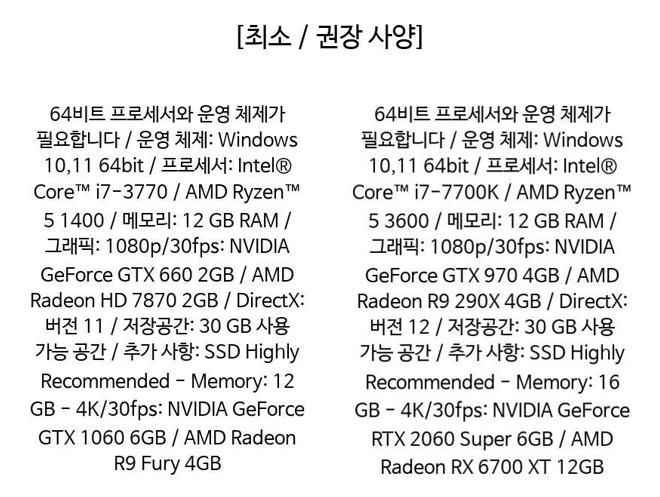 [최소 / 권장 사양]
64비트 프로세서와 운영 체제가
필요합니다 / 운영 체제: Windows
10,11 64bit / 프로세서: Intel®
Core™ i7-3770 / AMD Ryzen™
5 1400 / 메모리: 12 GB RAM /
그래픽: 1080p/30fps: NVIDIA
GeForce GTX 660 2GB / AMD
Radeon HD 7870 2GB / DirectX:
버전 11 / 저장공간: 30 GB 사용
가능 공간 / 추가 사항: SSD Highly
Recommended - Memory: 12
GB - 4K/30fps: NVIDIA GeForce
GTX 1060 6GB / AMD Radeon
R9 Fury 4GB
64비트 프로세서와 운영 체제가
필요합니다 / 운영 체제: Windows
10,11 64bit / 프로세서: Intel®
Core™ i7-7700K / AMD Ryzen™
5 3600 / 메모리: 12 GB RAM /
그래픽: 1080p/30fps: NVIDIA
GeForce GTX 970 4GB / AMD
Radeon R9 290X 4GB / DirectX:
버전 12 / 저장공간: 30 GB 사용
가능 공간 / 추가 사항: SSD Highly
Recommended - Memory: 16
GB - 4K/30fps: NVIDIA GeForce
RTX 2060 Super 6GB / AMD
Radeon RX 6700 XT 12GB